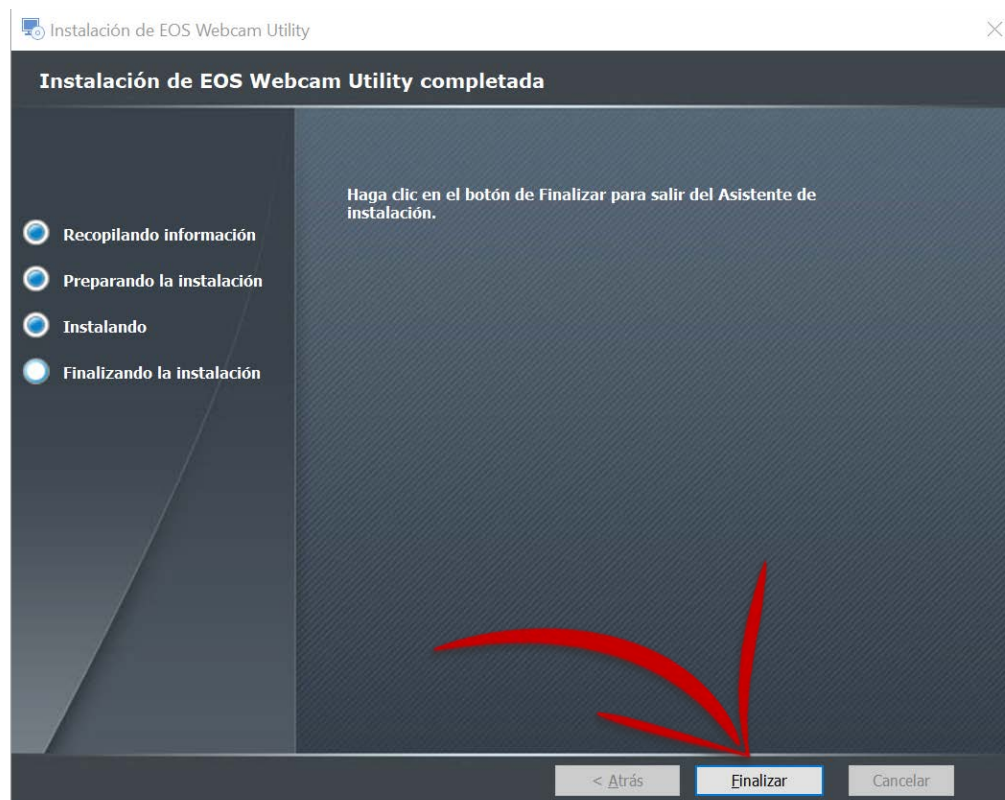 Instalación de EOS Webcam Utility
Instalación de EOS Webcam Utility completada
Haga clic en el botón de Finalizar para salir del Asistente de
instalación.
Recopilando información
Preparando la instalación
Instalando
Finalizando la instalación
< Atrás
Finalizar
Cancelar